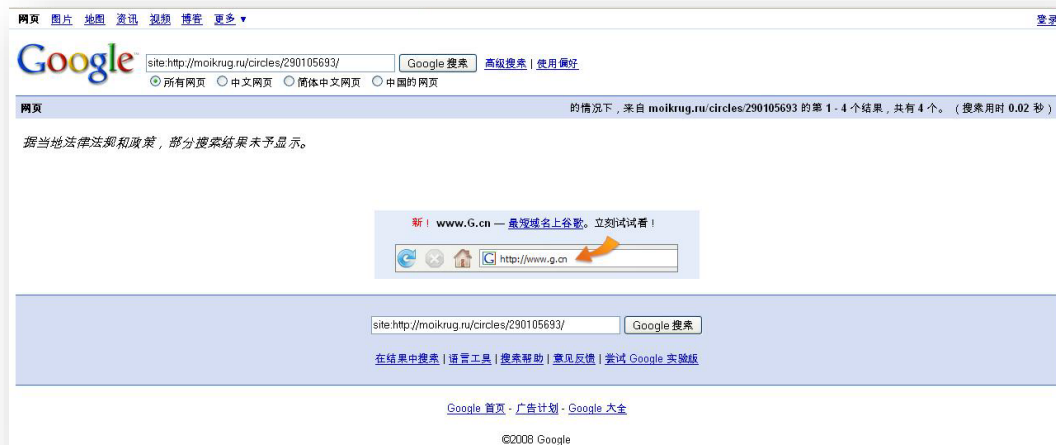 网页 图片 地图 资讯 视频 博客 更多 ▼ 登录
Google™ site:http://moikrug.ru/circles/290105693/ Google 搜索 高级搜索 | 使用偏好
所有网页 中文网页 简体中文网页 中国的网页
网页 的情况下，来自 moikrug.ru/circles/290105693 的第 1 - 4 个结果，共有 4 个。 （搜索用时 0.02 秒）
据当地法律法规和政策，部分搜索结果未予显示。
新！ www.G.cn — 最短域名上谷歌。立刻试试看！
G http://www.g.cn
site:http://moikrug.ru/circles/290105693/ Google 搜索
在结果中搜索 | 语言工具 | 搜索帮助 | 意见反馈 | 尝试 Google 实验版
Google 首页 - 广告计划 - Google 大全
©2008 Google